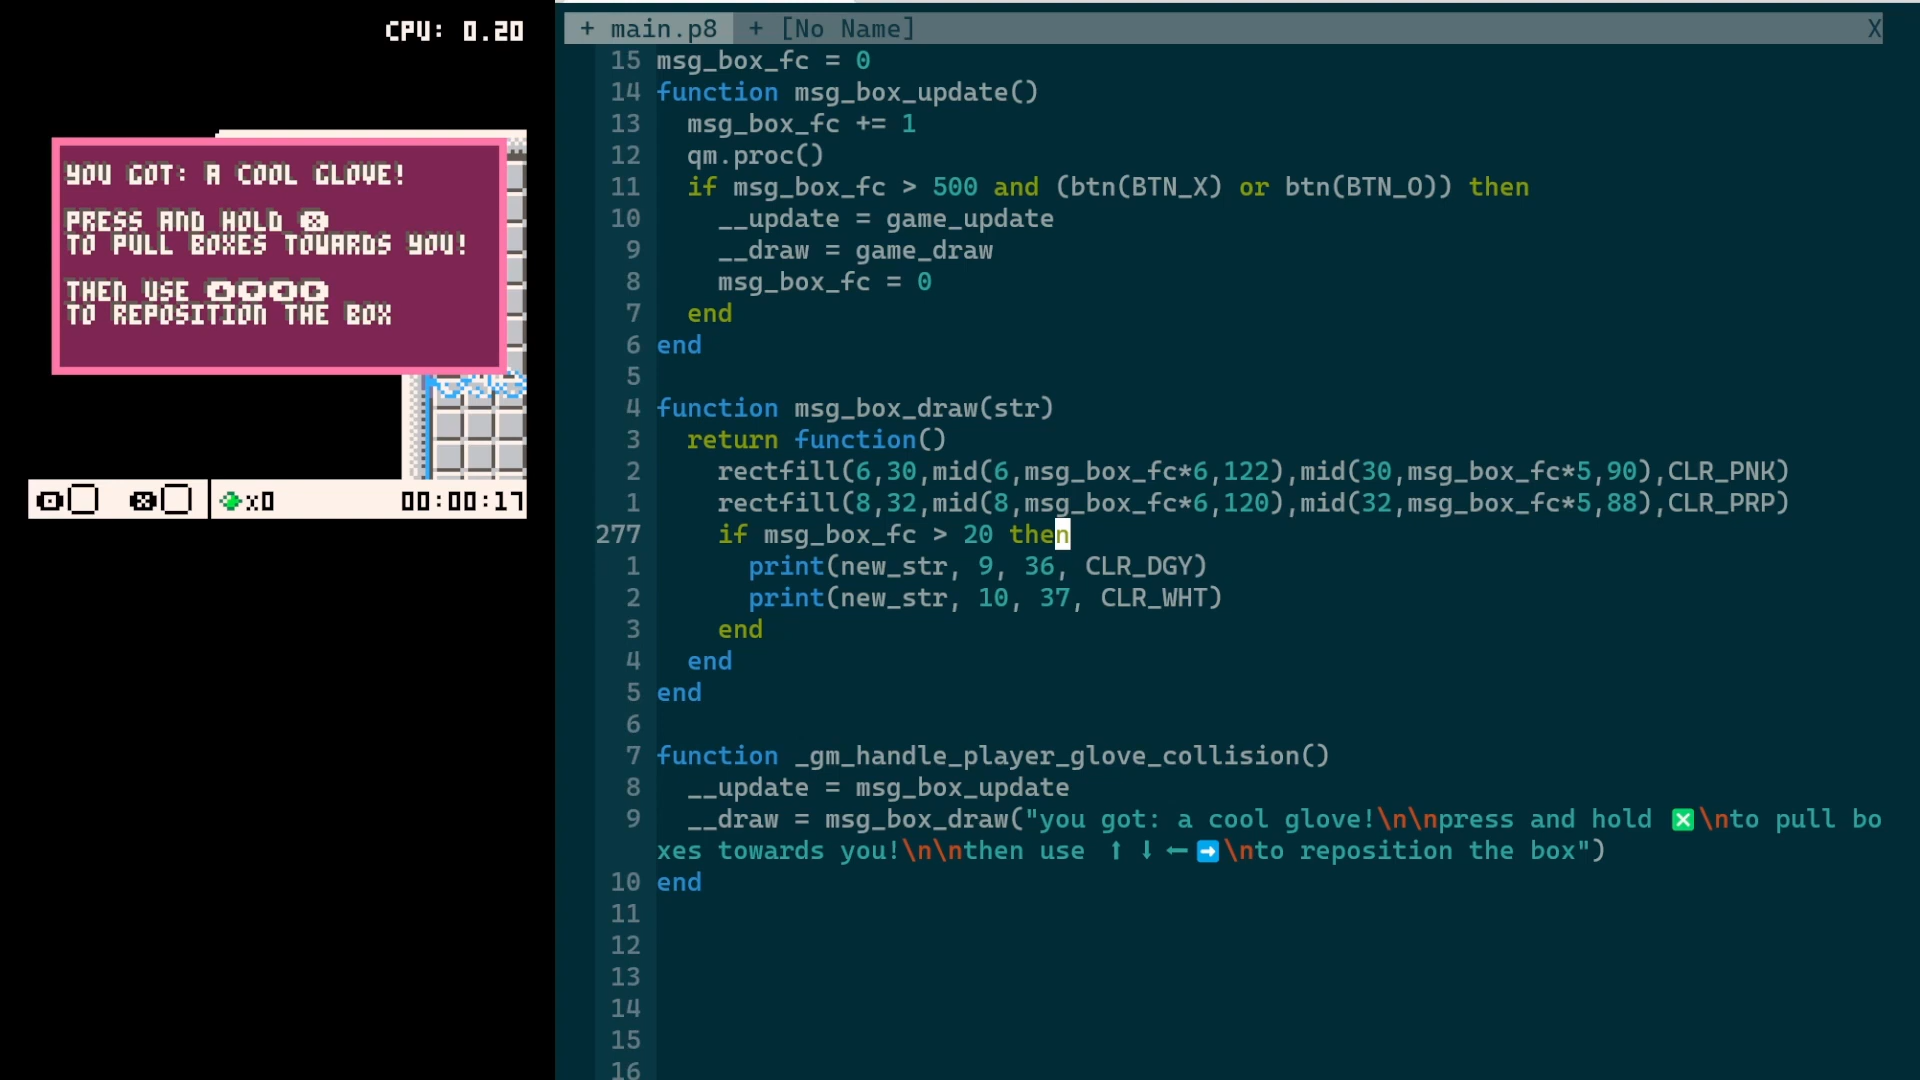 CPU: 0.20
YOU GOT: A COOL GLOVE!
PRESS AND HOLD ❎
TO PULL BOXES TOWARDS YOU!
THEN USE ⬆⬇⬅➡
TO REPOSITION THE BOX
🅾 ❎ x0 00:00:17
+ main.p8 + [No Name] X
15 msg_box_fc = 0
14 function msg_box_update()
13 msg_box_fc += 1
12 qm.proc()
11 if msg_box_fc > 500 and (btn(BTN_X) or btn(BTN_O)) then
10 __update = game_update
9 __draw = game_draw
8 msg_box_fc = 0
7 end
6 end
5
4 function msg_box_draw(str)
3 return function()
2 rectfill(6,30,mid(6,msg_box_fc*6,122),mid(30,msg_box_fc*5,90),CLR_PNK)
1 rectfill(8,32,mid(8,msg_box_fc*6,120),mid(32,msg_box_fc*5,88),CLR_PRP)
277 if msg_box_fc > 20 then
1 print(new_str, 9, 36, CLR_DGY)
2 print(new_str, 10, 37, CLR_WHT)
3 end
4 end
5 end
6
7 function _gm_handle_player_glove_collision()
8 __update = msg_box_update
9 __draw = msg_box_draw("you got: a cool glove!\n\npress and hold ❎\nto pull bo
xes towards you!\n\nthen use ⬆⬇⬅➡\nto reposition the box")
10 end
11
12
13
14
15
16